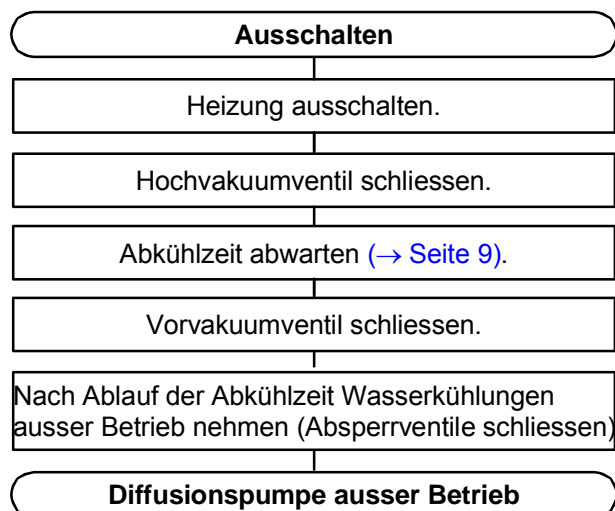 Ausschalten
Heizung ausschalten.
Hochvakuumventil schliessen.
Abkühlzeit abwarten (→ Seite 9).
Vorvakuumventil schliessen.
Nach Ablauf der Abkühlzeit Wasserkühlungen
ausser Betrieb nehmen (Absperrventile schliessen)
Diffusionspumpe ausser Betrieb